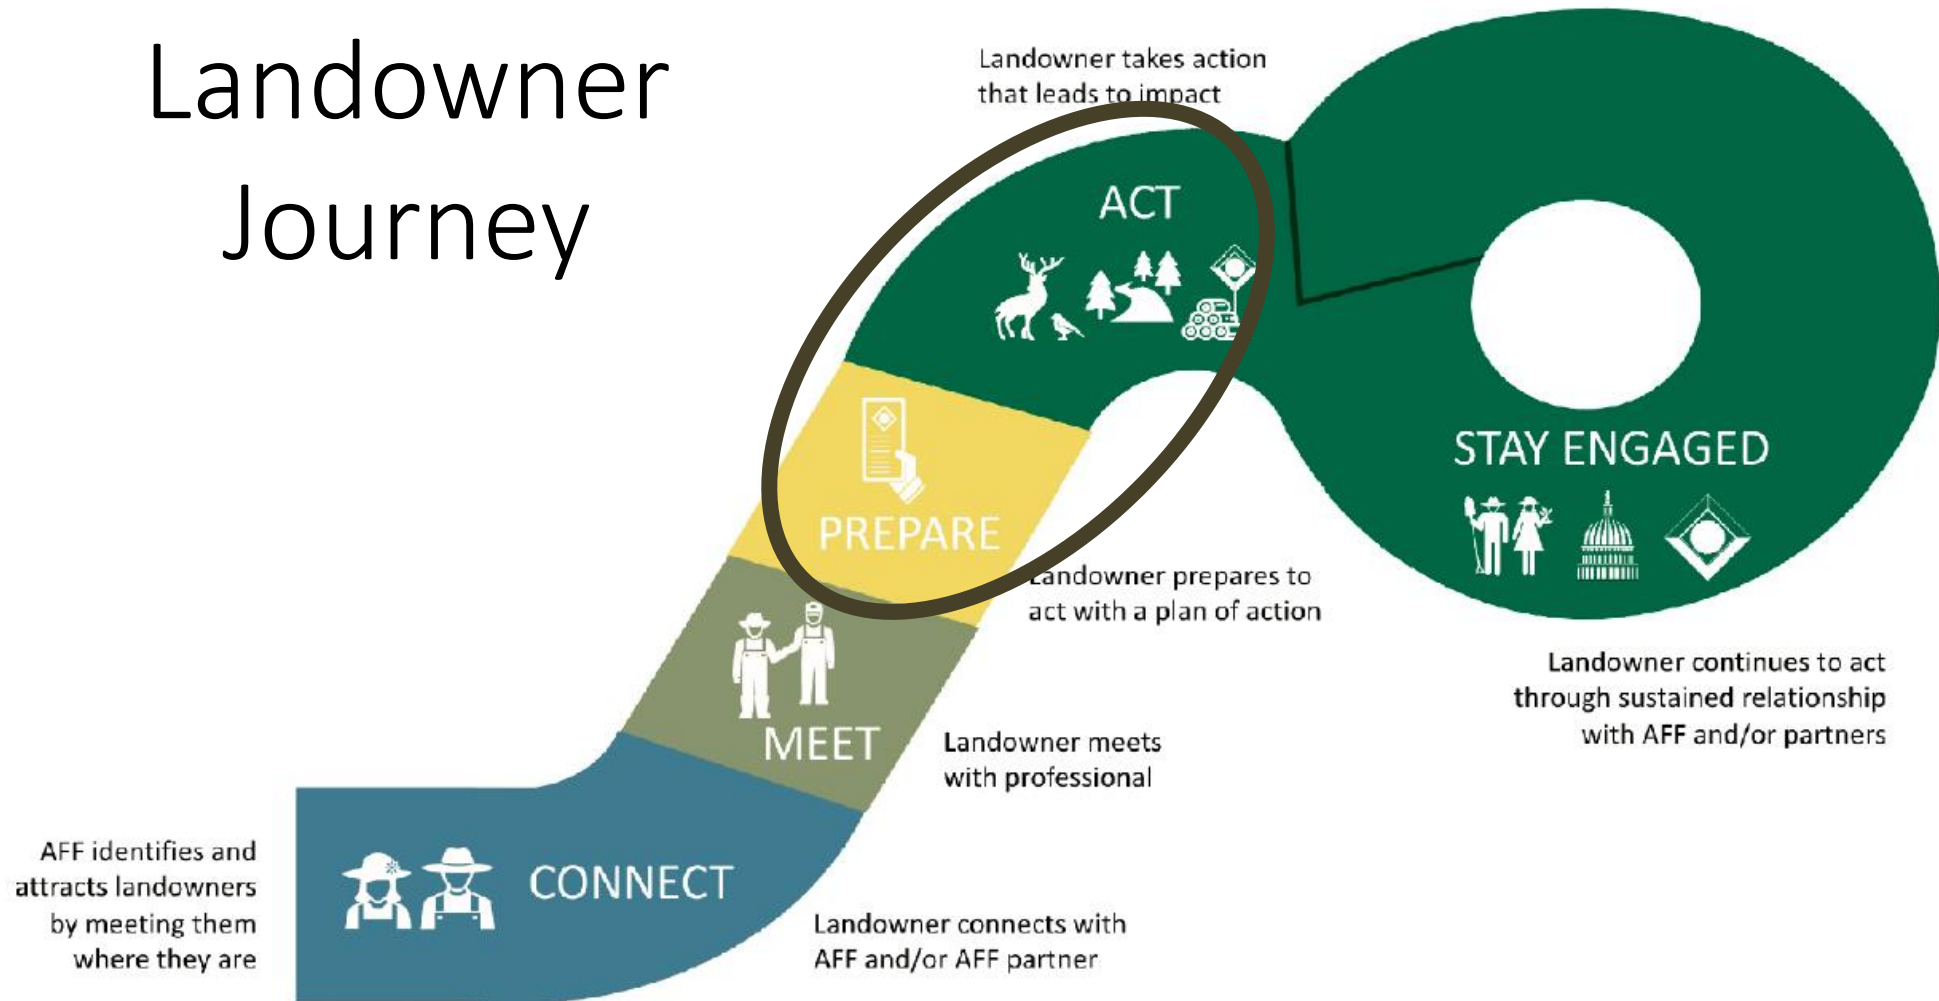 Landowner
Journey
Landowner takes action
that leads to impact
ACT
PREPARE
Landowner prepares to
act with a plan of action
STAY ENGAGED
Landowner continues to act
through sustained relationship
with AFF and/or partners
MEET
Landowner meets
with professional
AFF identifies and
attracts landowners
by meeting them
where they are
CONNECT
Landowner connects with
AFF and/or AFF partner